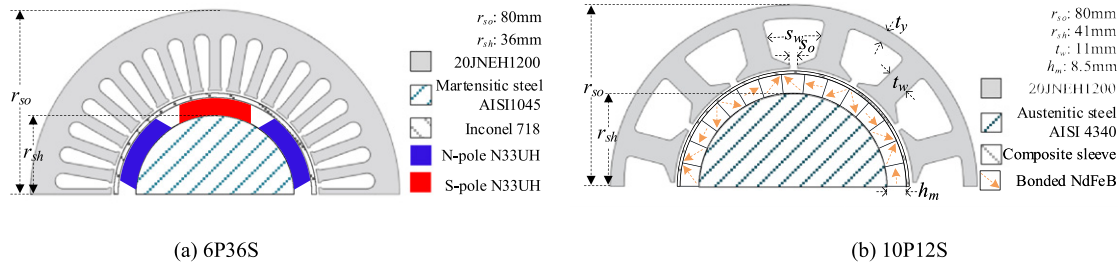 r_so: 80mm
r_sh: 36mm
20JNEH1200
Martensitic steel
AISI1045
Inconel 718
N-pole N33UH
S-pole N33UH
r_so
r_sh
(a) 6P36S
r_so: 80mm
r_sh: 41mm
t_w: 11mm
h_m: 8.5mm
20JNEH1200
Austenitic steel
AISI 4340
Composite sleeve
Bonded NdFeB
s_w
s_o
t_y
t_w
r_so
r_sh
h_m
(b) 10P12S